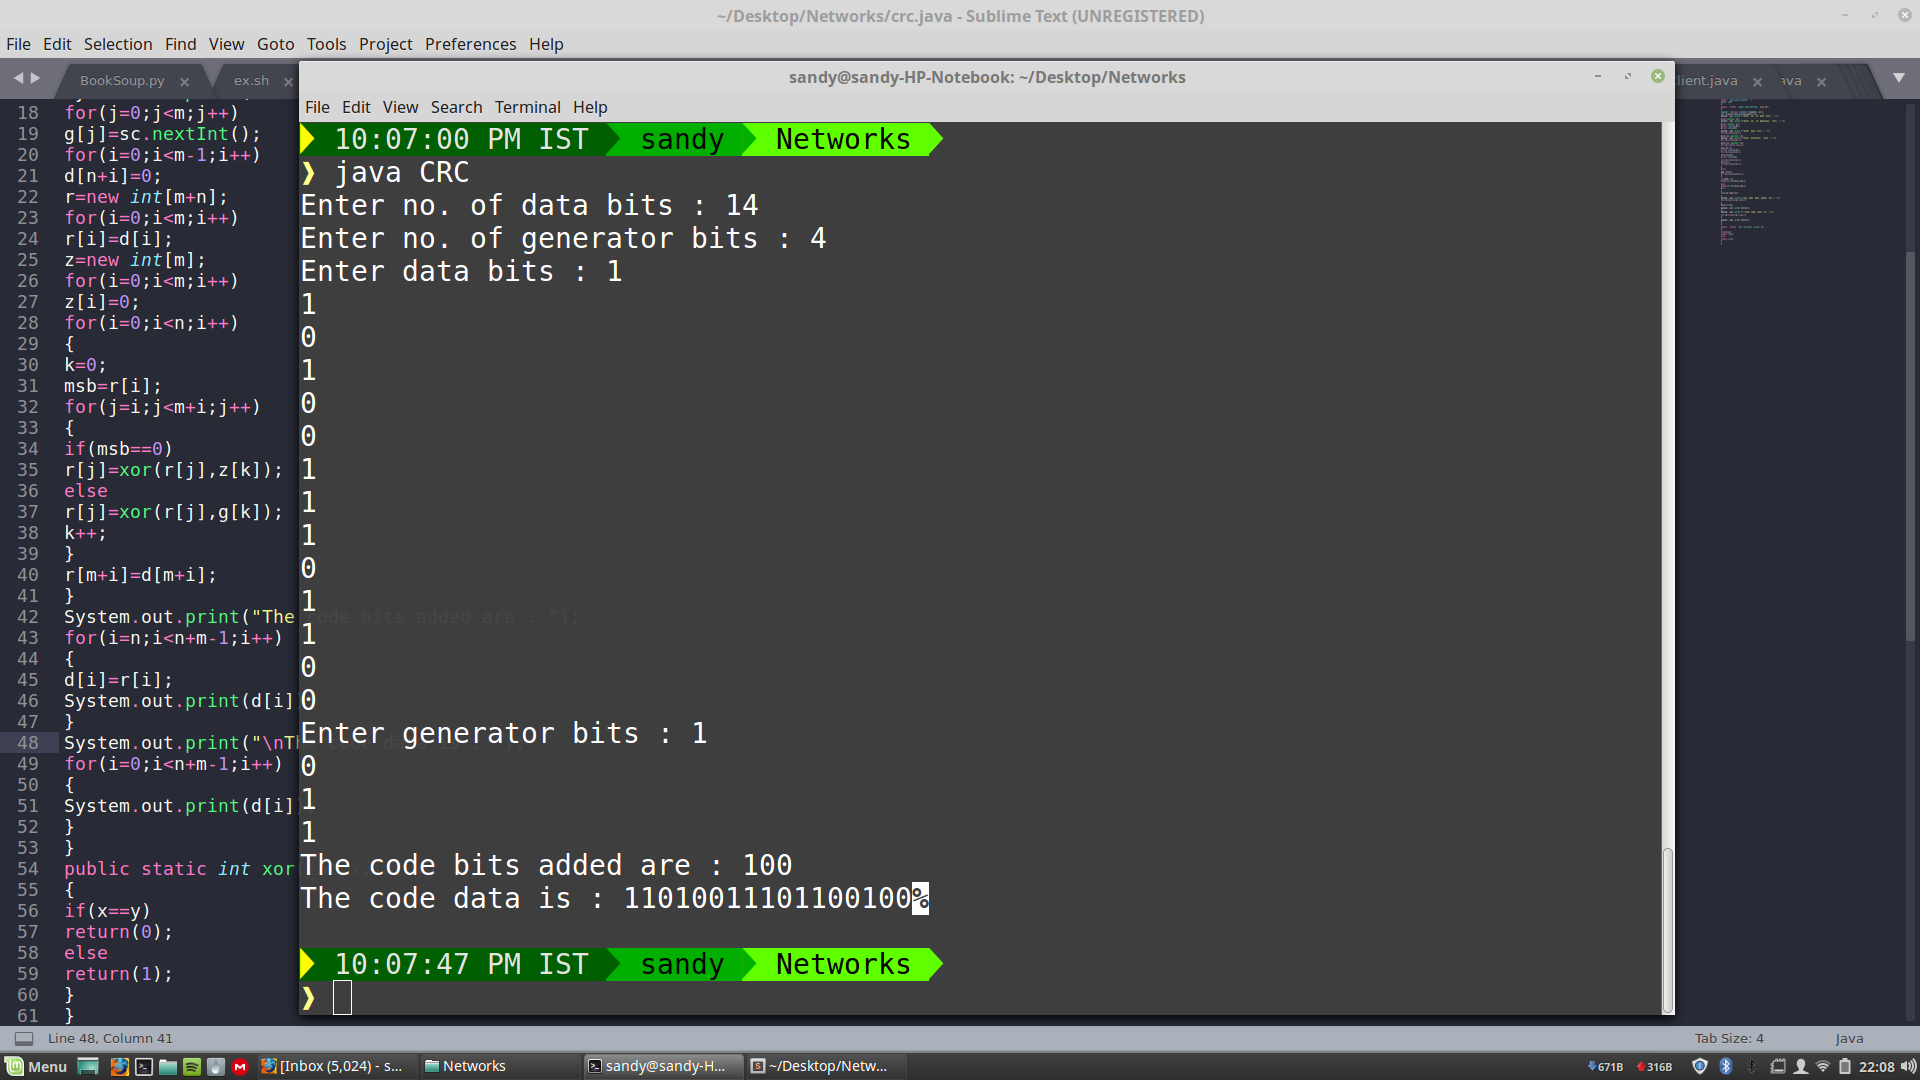 ~/Desktop/Networks/crc.java - Sublime Text (UNREGISTERED)
File Edit Selection Find View Goto Tools Project Preferences Help
BookSoup.py ex.sh lient.java ava
18 for(j=0;j<m;j++)
19 g[j]=sc.nextInt();
20 for(i=0;i<m-1;i++)
21 d[n+i]=0;
22 r=new int[m+n];
23 for(i=0;i<m;i++)
24 r[i]=d[i];
25 z=new int[m];
26 for(i=0;i<m;i++)
27 z[i]=0;
28 for(i=0;i<n;i++)
29 {
30 k=0;
31 msb=r[i];
32 for(j=i;j<m+i;j++)
33 {
34 if(msb==0)
35 r[j]=xor(r[j],z[k]);
36 else
37 r[j]=xor(r[j],g[k]);
38 k++;
39 }
40 r[m+i]=d[m+i];
41 }
42 System.out.print("The code bits added are : ");
43 for(i=n;i<n+m-1;i++)
44 {
45 d[i]=r[i];
46 System.out.print(d[i]
47 }
48 System.out.print("\nTh
49 for(i=0;i<n+m-1;i++)
50 {
51 System.out.print(d[i]
52 }
53 }
54 public static int xor
55 {
56 if(x==y)
57 return(0);
58 else
59 return(1);
60 }
61 }
sandy@sandy-HP-Notebook: ~/Desktop/Networks
File Edit View Search Terminal Help
10:07:00 PM IST sandy Networks
❯ java CRC
Enter no. of data bits : 14
Enter no. of generator bits : 4
Enter data bits : 1
1
0
1
0
0
1
1
1
0
1
1
0
0
Enter generator bits : 1
0
1
1
The code bits added are : 100
The code data is : 11010011101100100%
10:07:47 PM IST sandy Networks
❯
Line 48, Column 41 Tab Size: 4 Java
Menu [Inbox (5,024) - s... Networks sandy@sandy-H... ~/Desktop/Netw... 671B 316B 22:08